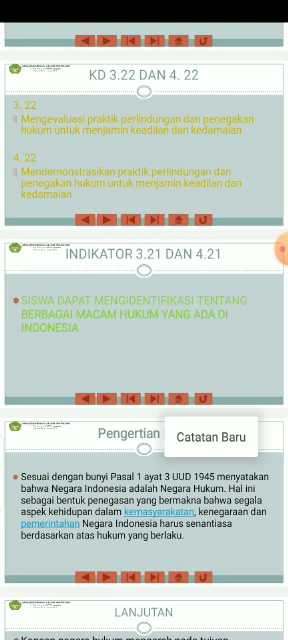 KD 3.22 DAN 4. 22
3. 22
Mengevaluasi praktik perlindungan dan penegakan
hukum untuk menjamin keadilan dan kedamaian
4. 22
Mendemonstrasikan praktik perlindungan dan
penegakan hukum untuk menjamin keadilan dan
kedamaian
INDIKATOR 3.21 DAN 4.21
SISWA DAPAT MENGIDENTIFIKASI TENTANG
BERBAGAI MACAM HUKUM YANG ADA DI
INDONESIA
Pengertian
Catatan Baru
Sesuai dengan bunyi Pasal 1 ayat 3 UUD 1945 menyatakan
bahwa Negara Indonesia adalah Negara Hukum. Hal ini
sebagai bentuk penegasan yang bermakna bahwa segala
aspek kehidupan dalam kemasyarakatan, kenegaraan dan
pemerintahan Negara Indonesia harus senantiasa
berdasarkan atas hukum yang berlaku.
LANJUTAN